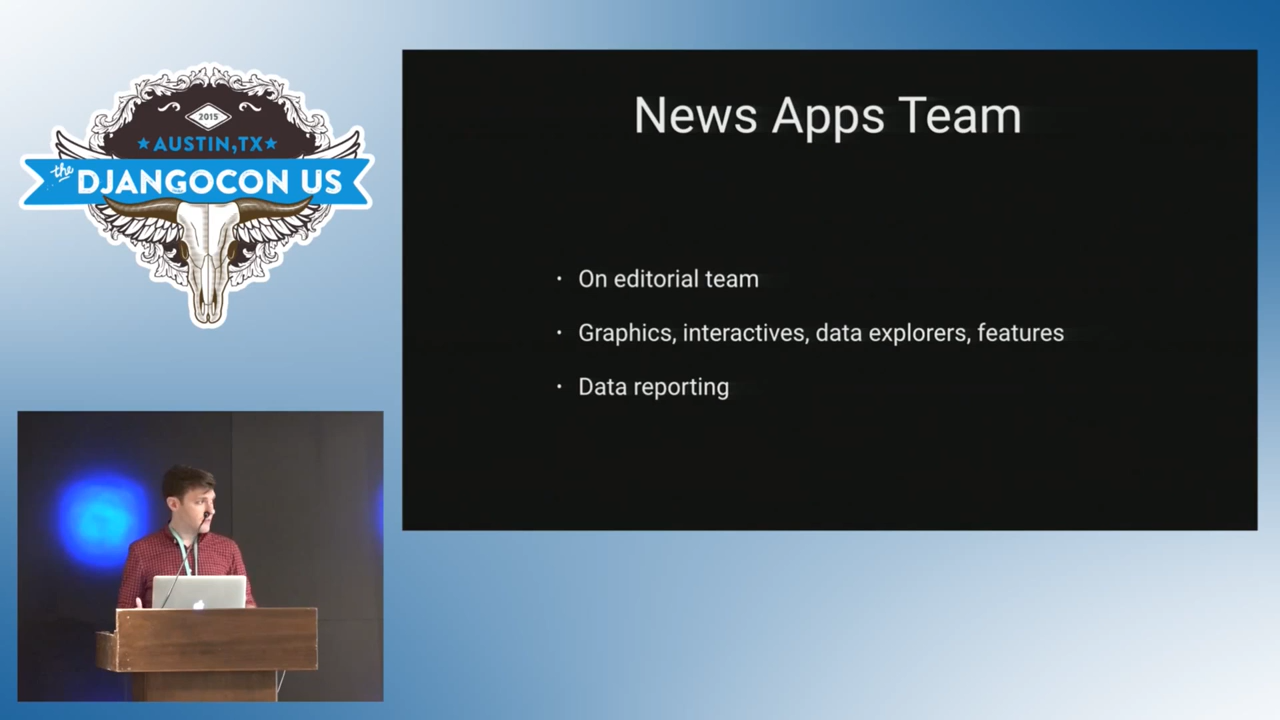 2015
★AUSTIN,TX★
the
DJANGOCON US
News Apps Team
· On editorial team
· Graphics, interactives, data explorers, features
· Data reporting